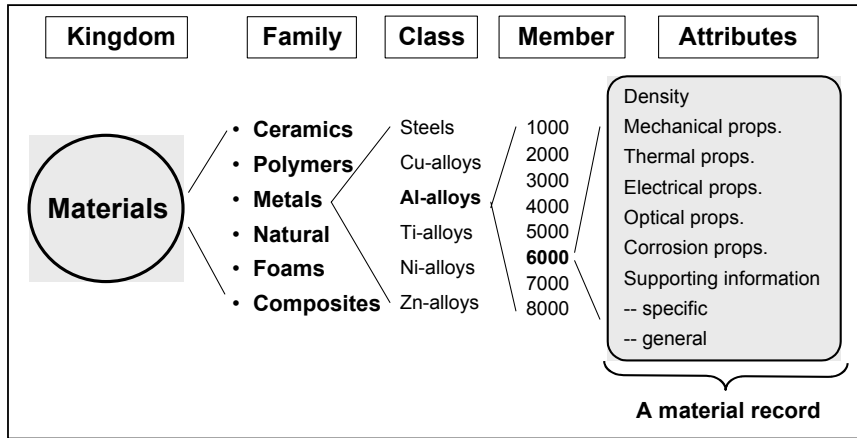 Kingdom
Family
Class
Member
Attributes
Materials
• Ceramics
• Polymers
• Metals
• Natural
• Foams
• Composites
Steels
Cu-alloys
Al-alloys
Ti-alloys
Ni-alloys
Zn-alloys
1000
2000
3000
4000
5000
6000
7000
8000
Density
Mechanical props.
Thermal props.
Electrical props.
Optical props.
Corrosion props.
Supporting information
-- specific
-- general
A material record